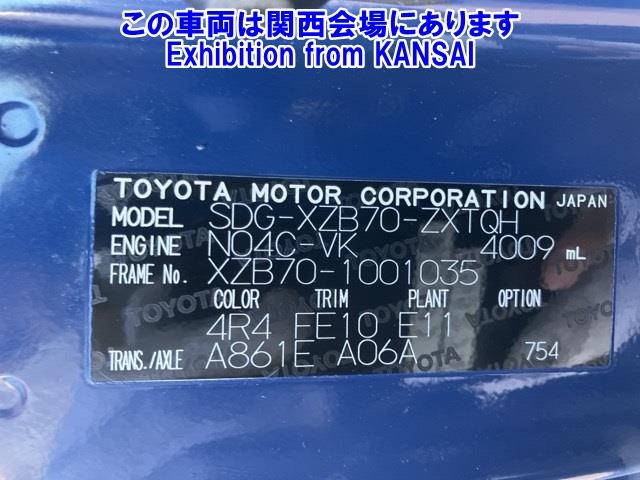 この車両は関西会場にあります
Exhibition from KANSAI
TOYOTA MOTOR CORPORATION JAPAN
MODEL SDG-XZB70-ZXTQH
ENGINE N04C-VK 4009 mL
FRAME No. XZB70-1001035
COLOR TRIM PLANT OPTION
4R4 FE10 E11
TRANS./AXLE A861E A06A 754